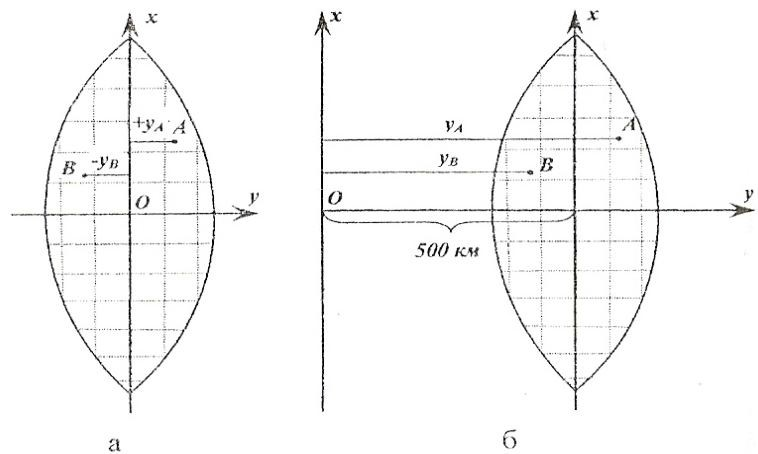 x
+yA A
B -yB
O y
а
x x
yA A
yB B
O y
500 км
б